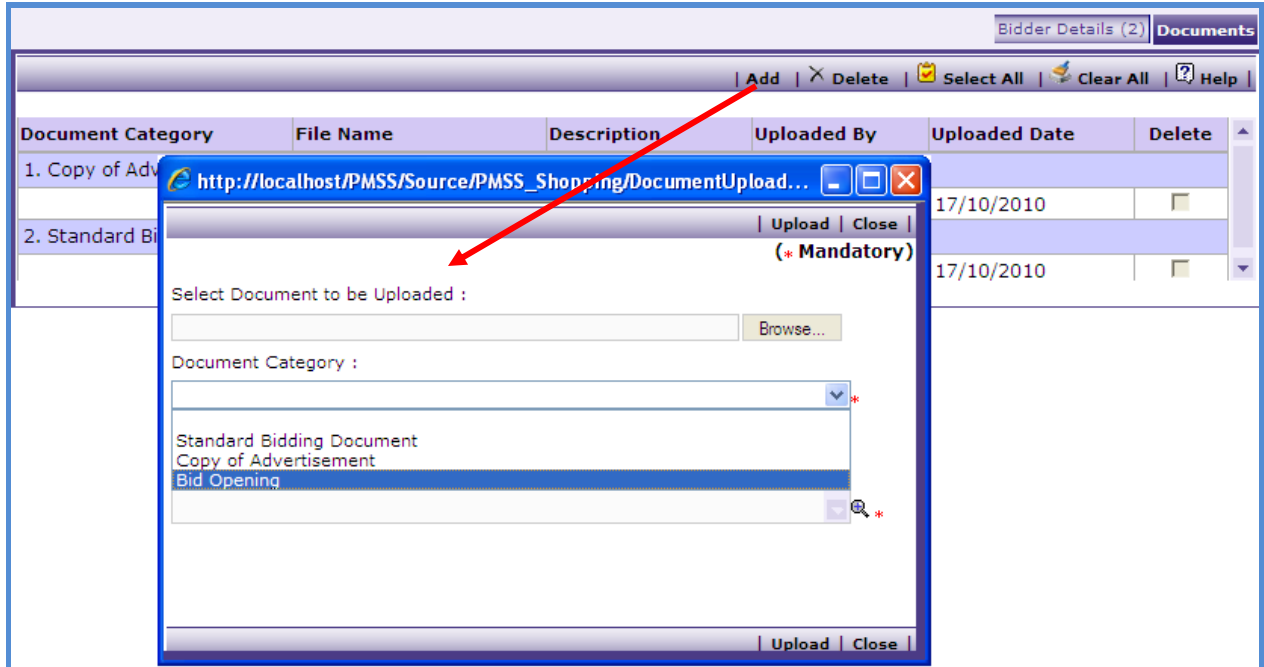 Bidder Details (2) Documents
| Add | Delete | Select All | Clear All | Help |
Document Category File Name Description Uploaded By Uploaded Date Delete
1. Copy of Adv
http://localhost/PMSS/Source/PMSS_Shopping/DocumentUpload...
17/10/2010
| Upload | Close |
2. Standard Bi
(* Mandatory)
17/10/2010
Select Document to be Uploaded :
Browse...
Document Category :
*
Standard Bidding Document
Copy of Advertisement
Bid Opening
*
| Upload | Close |